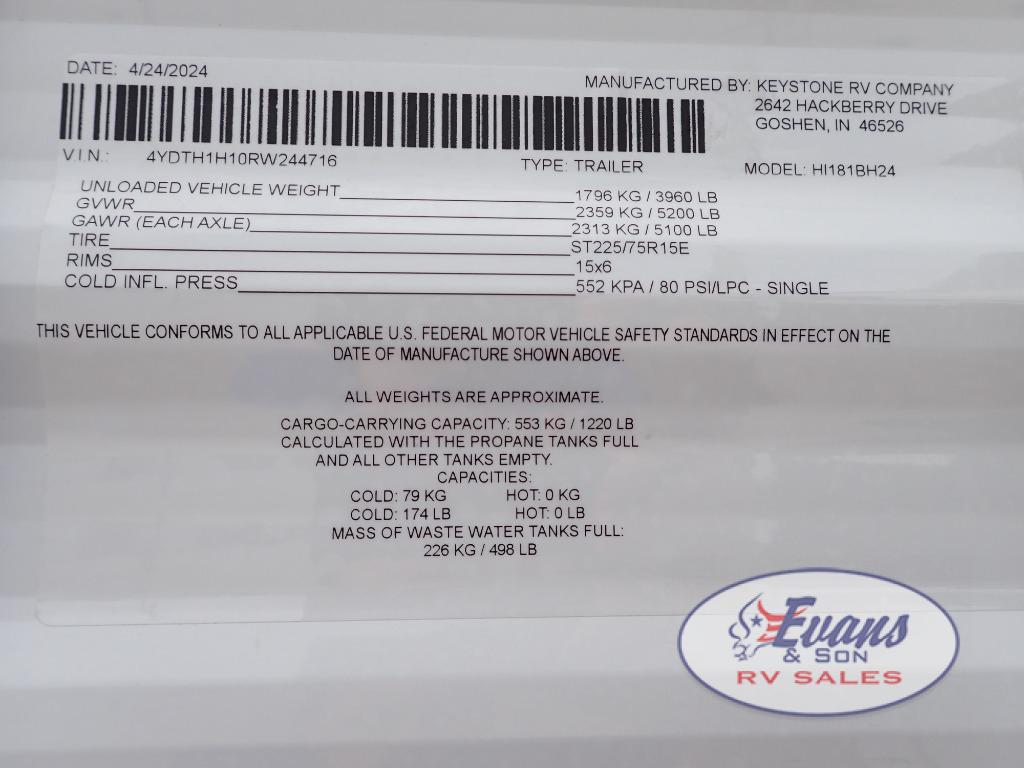 DATE: 4/24/2024
MANUFACTURED BY: KEYSTONE RV COMPANY
2642 HACKBERRY DRIVE
GOSHEN, IN 46526
V.I.N.: 4YDTH1H10RW244716 TYPE: TRAILER MODEL: HI181BH24
UNLOADED VEHICLE WEIGHT 1796 KG / 3960 LB
GVWR 2359 KG / 5200 LB
GAWR (EACH AXLE) 2313 KG / 5100 LB
TIRE ST225/75R15E
RIMS 15x6
COLD INFL. PRESS 552 KPA / 80 PSI/LPC - SINGLE
THIS VEHICLE CONFORMS TO ALL APPLICABLE U.S. FEDERAL MOTOR VEHICLE SAFETY STANDARDS IN EFFECT ON THE
DATE OF MANUFACTURE SHOWN ABOVE.
ALL WEIGHTS ARE APPROXIMATE.
CARGO-CARRYING CAPACITY: 553 KG / 1220 LB
CALCULATED WITH THE PROPANE TANKS FULL
AND ALL OTHER TANKS EMPTY.
CAPACITIES:
COLD: 79 KG HOT: 0 KG
COLD: 174 LB HOT: 0 LB
MASS OF WASTE WATER TANKS FULL:
226 KG / 498 LB
Evans
& SON
RV SALES